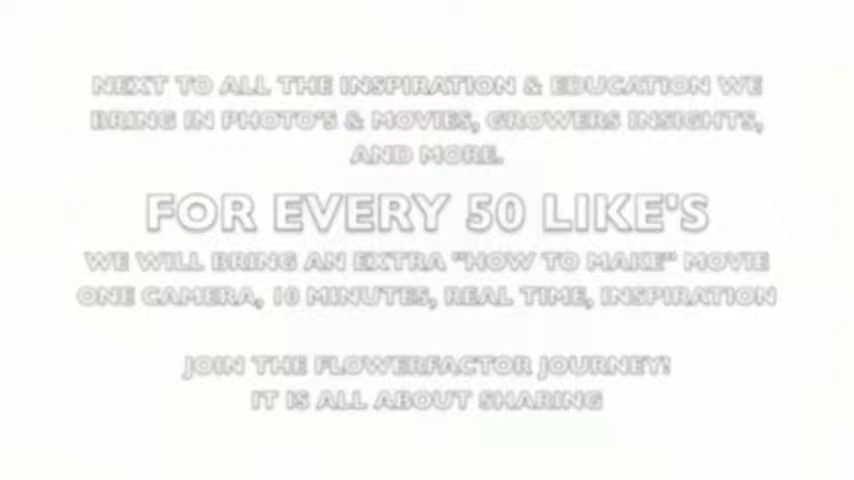 NEXT TO ALL THE INSPIRATION & EDUCATION WE
BRING IN PHOTO'S & MOVIES, GROWERS INSIGHTS,
AND MORE.
FOR EVERY 50 LIKE'S
WE WILL BRING AN EXTRA "HOW TO MAKE" MOVIE
ONE CAMERA, 10 MINUTES, REAL TIME, INSPIRATION
JOIN THE FLOWERFACTOR JOURNEY!
IT IS ALL ABOUT SHARING